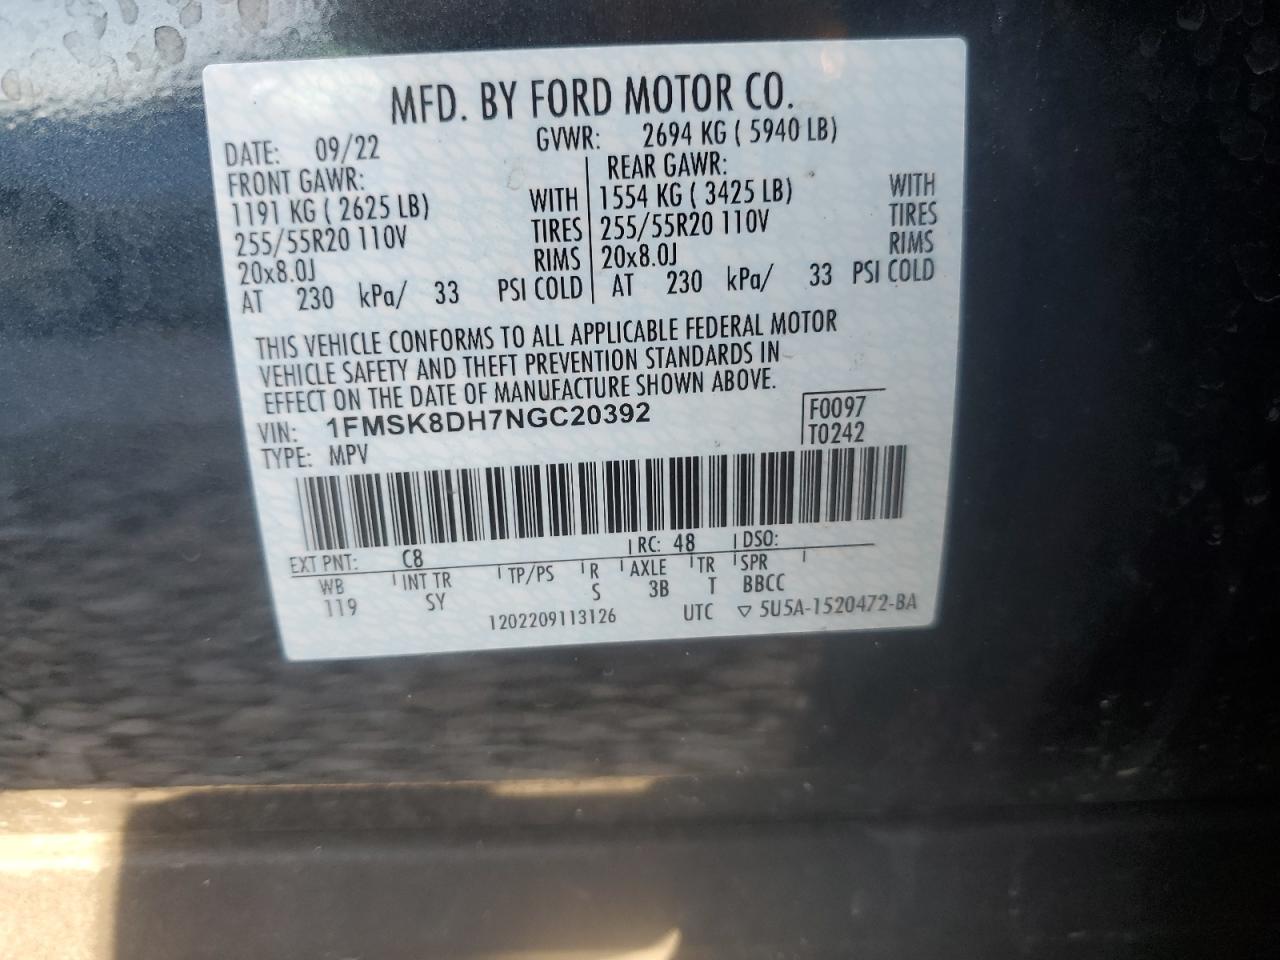 MFD. BY FORD MOTOR CO.
DATE: 09/22 GVWR: 2694 KG ( 5940 LB)
FRONT GAWR: REAR GAWR:
1191 KG ( 2625 LB) WITH 1554 KG ( 3425 LB) WITH
255/55R20 110V TIRES 255/55R20 110V TIRES
20x8.0J RIMS 20x8.0J RIMS
AT 230 kPa/ 33 PSI COLD AT 230 kPa/ 33 PSI COLD
THIS VEHICLE CONFORMS TO ALL APPLICABLE FEDERAL MOTOR
VEHICLE SAFETY AND THEFT PREVENTION STANDARDS IN
EFFECT ON THE DATE OF MANUFACTURE SHOWN ABOVE.
VIN: 1FMSK8DH7NGC20392 F0097
TYPE: MPV T0242
EXT PNT: C8 RC: 48 DSO:
WB INT TR TP/PS R AXLE TR SPR
119 SY S 3B T BBCC
1202209113126 UTC ▽ 5U5A-1520472-BA